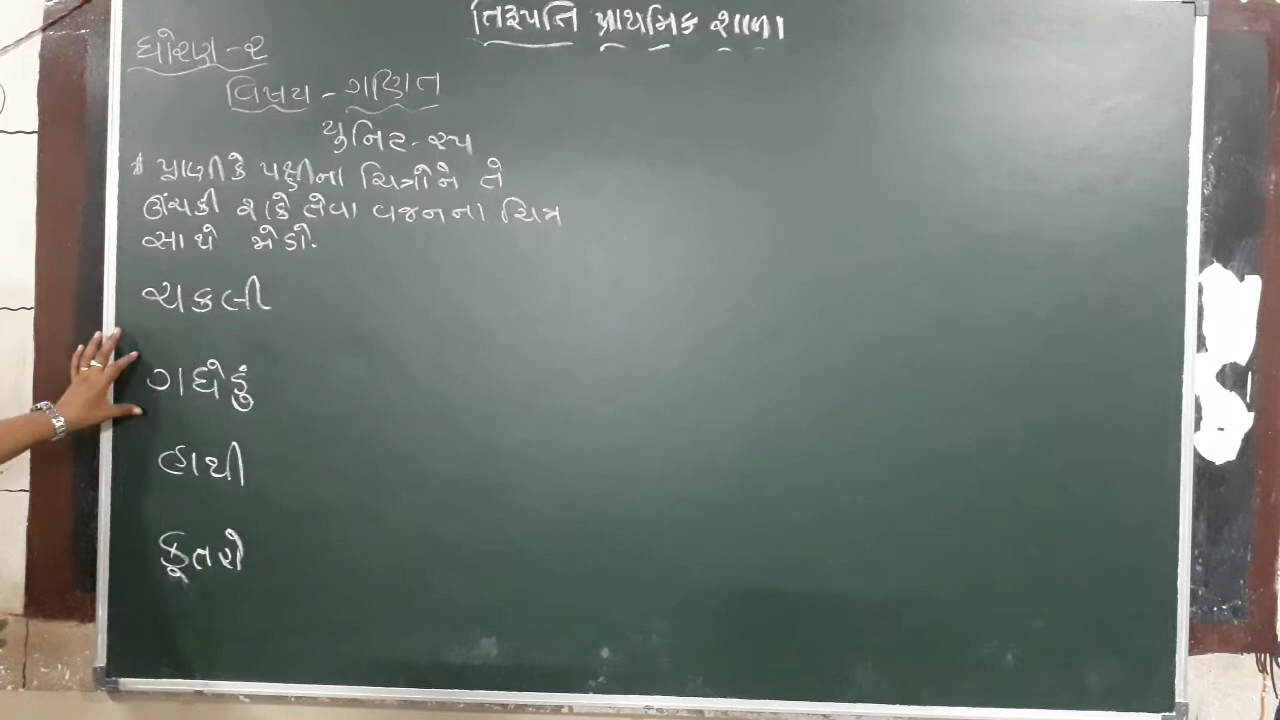 તિરૂપતિ પ્રાથમિક શાળા
ધોરણ-૨
વિષય - ગણિત
યુનિટ-૨૫
* પ્રાણી કે પક્ષીના ચિત્રોને તે
ઊંચકી શકે તેવા વજનના ચિત્ર
સાથે જોડો.
ચકલી
ગધેડું
હાથી
કૂતરો